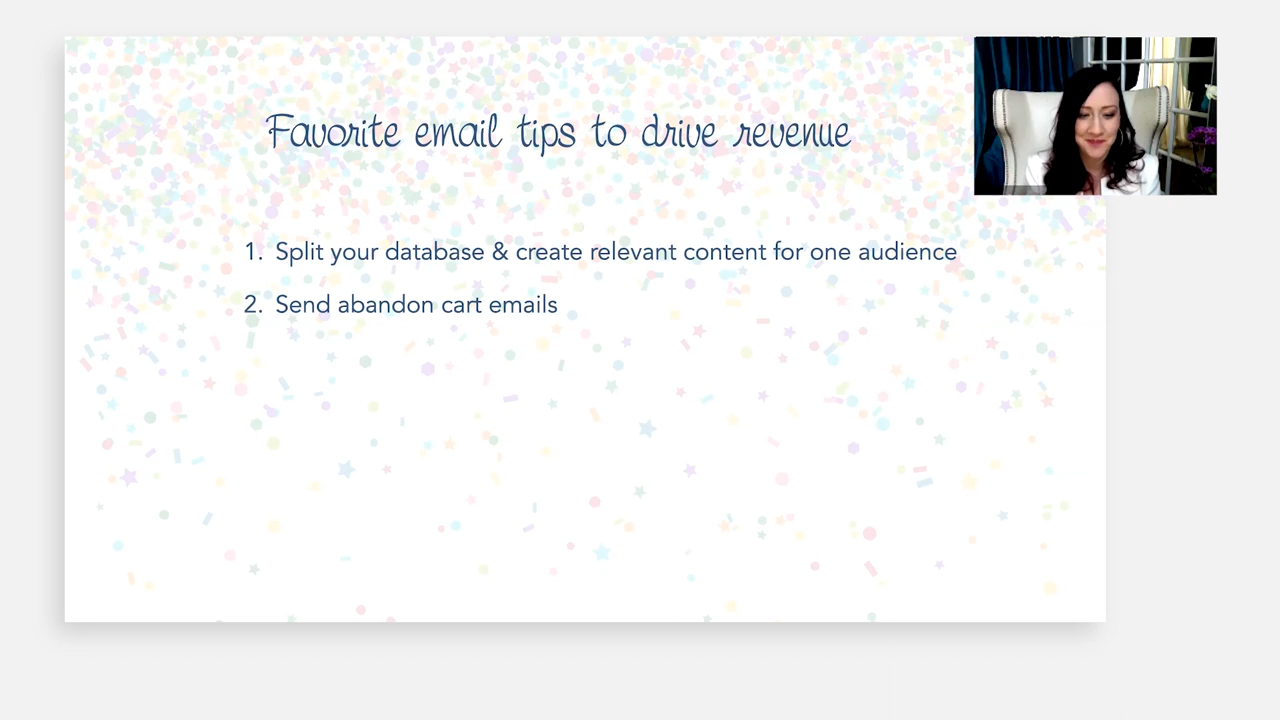 Favorite email tips to drive revenue
1. Split your database & create relevant content for one audience
2. Send abandon cart emails